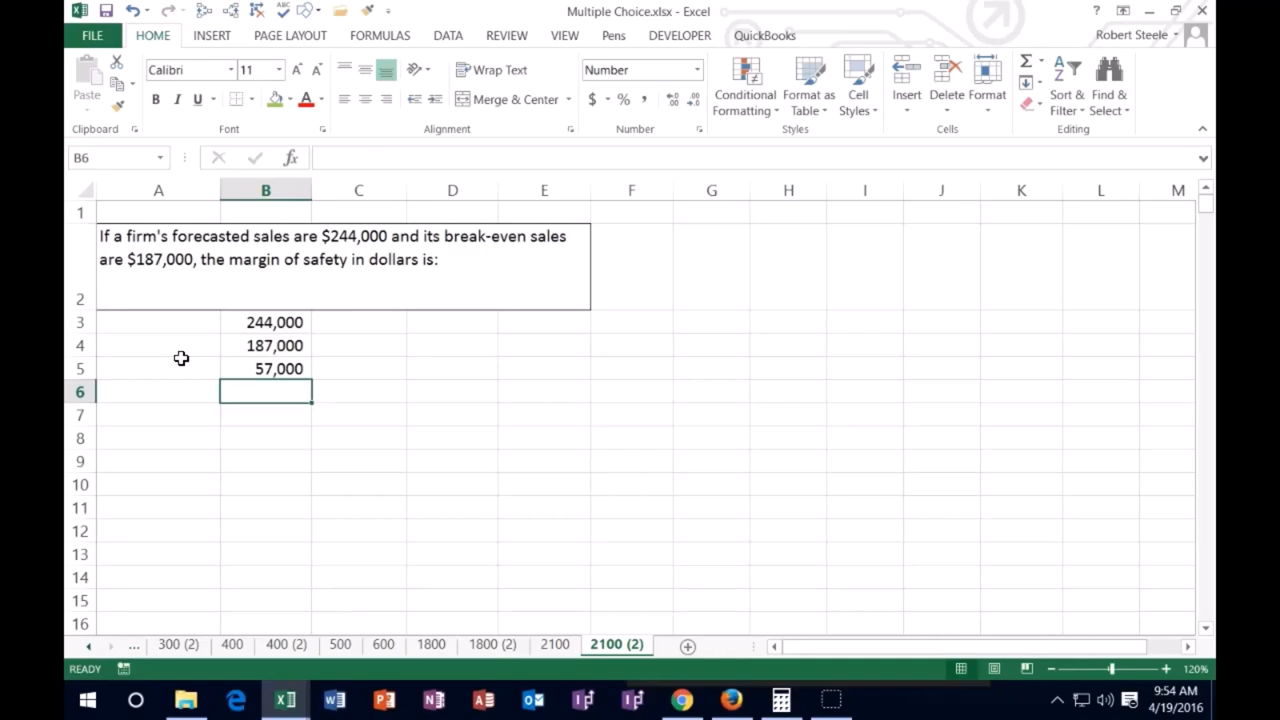 Multiple Choice.xlsx - Excel
?
FILE HOME INSERT PAGE LAYOUT FORMULAS DATA REVIEW VIEW Pens DEVELOPER QuickBooks Robert Steele
Paste Calibri 11 A A Wrap Text Number Conditional Formatting Format as Table Cell Styles Insert Delete Format Sort & Filter Find & Select
B I U A Merge & Center $ % ,
Clipboard Font Alignment Number Styles Cells Editing
B6 fx
A B C D E F G H I J K L M
1
If a firm's forecasted sales are $244,000 and its break-even sales
are $187,000, the margin of safety in dollars is:
2
3 244,000
4 187,000
5 57,000
6
7
8
9
10
11
12
13
14
15
16
... 300 (2) 400 400 (2) 500 600 1800 1800 (2) 2100 2100 (2)
READY 120%
9:54 AM
4/19/2016